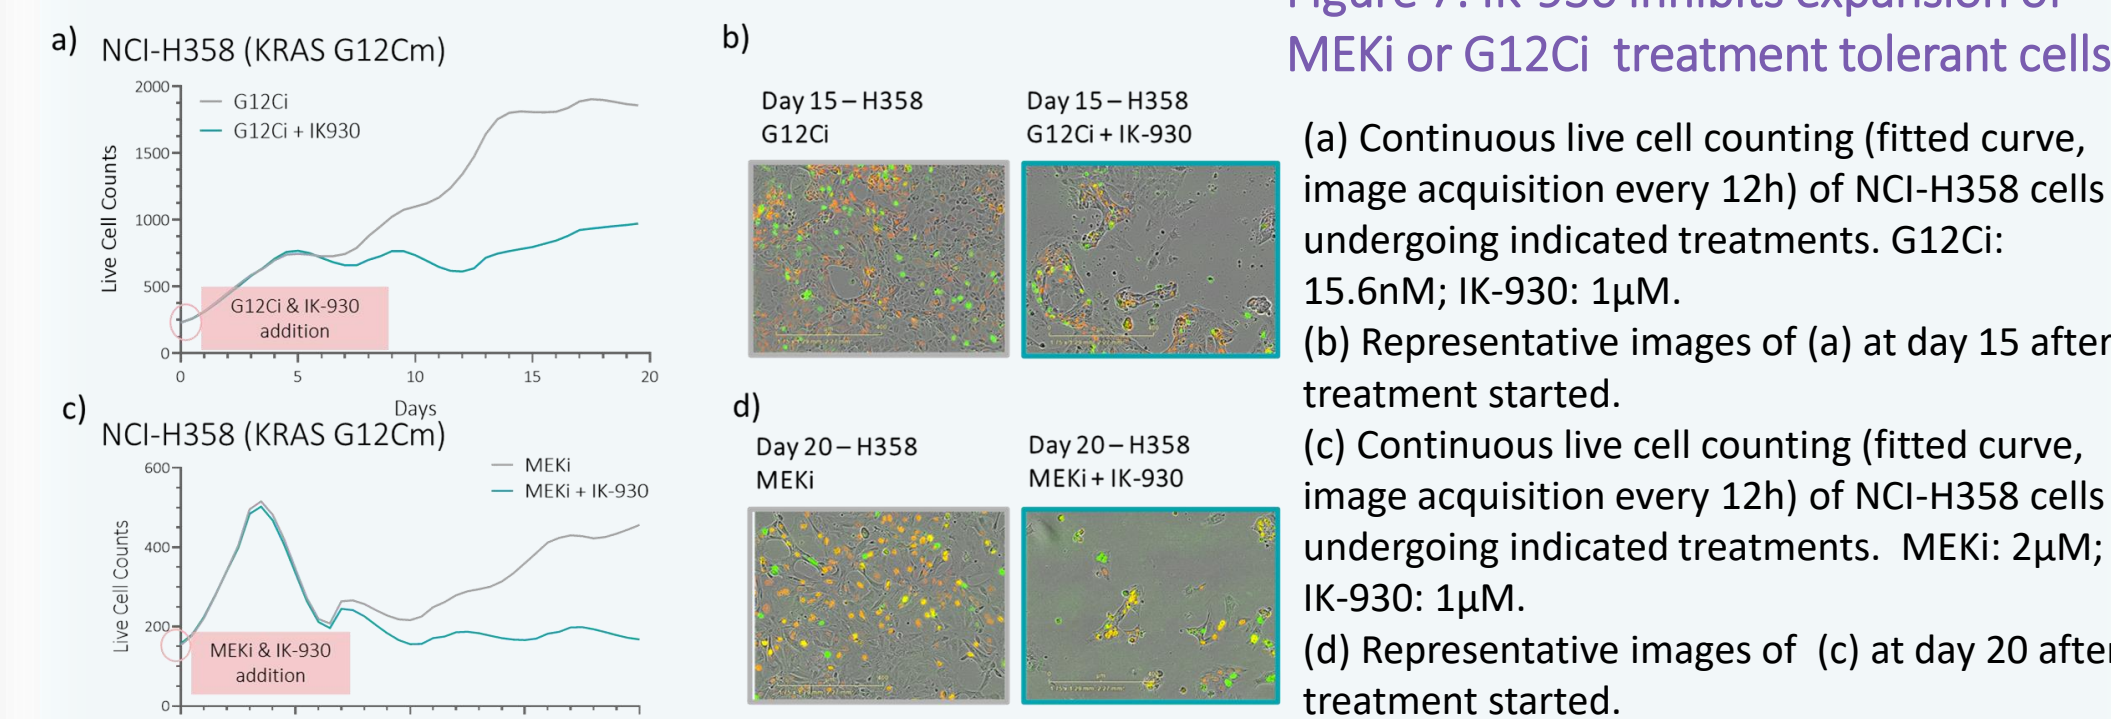 a)
NCI-H358 (KRAS G12Cm)
2000
1500
1000
500
0
Live Cell Counts
G12Ci
G12Ci + IK930
G12Ci & IK-930
addition
0
5
10
15
20
Days
b)
Day 15 – H358
G12Ci
Day 15 – H358
G12Ci + IK-930
c)
NCI-H358 (KRAS G12Cm)
600
400
200
0
Live Cell Counts
MEKi
MEKi + IK-930
MEKi & IK-930
addition
d)
Day 20 – H358
MEKi
Day 20 – H358
MEKi + IK-930
Figure 7. IK-930 inhibits expansion of
MEKi or G12Ci treatment tolerant cells
(a) Continuous live cell counting (fitted curve,
image acquisition every 12h) of NCI-H358 cells
undergoing indicated treatments. G12Ci:
15.6nM; IK-930: 1µM.
(b) Representative images of (a) at day 15 after
treatment started.
(c) Continuous live cell counting (fitted curve,
image acquisition every 12h) of NCI-H358 cells
undergoing indicated treatments. MEKi: 2µM;
IK-930: 1µM.
(d) Representative images of (c) at day 20 after
treatment started.